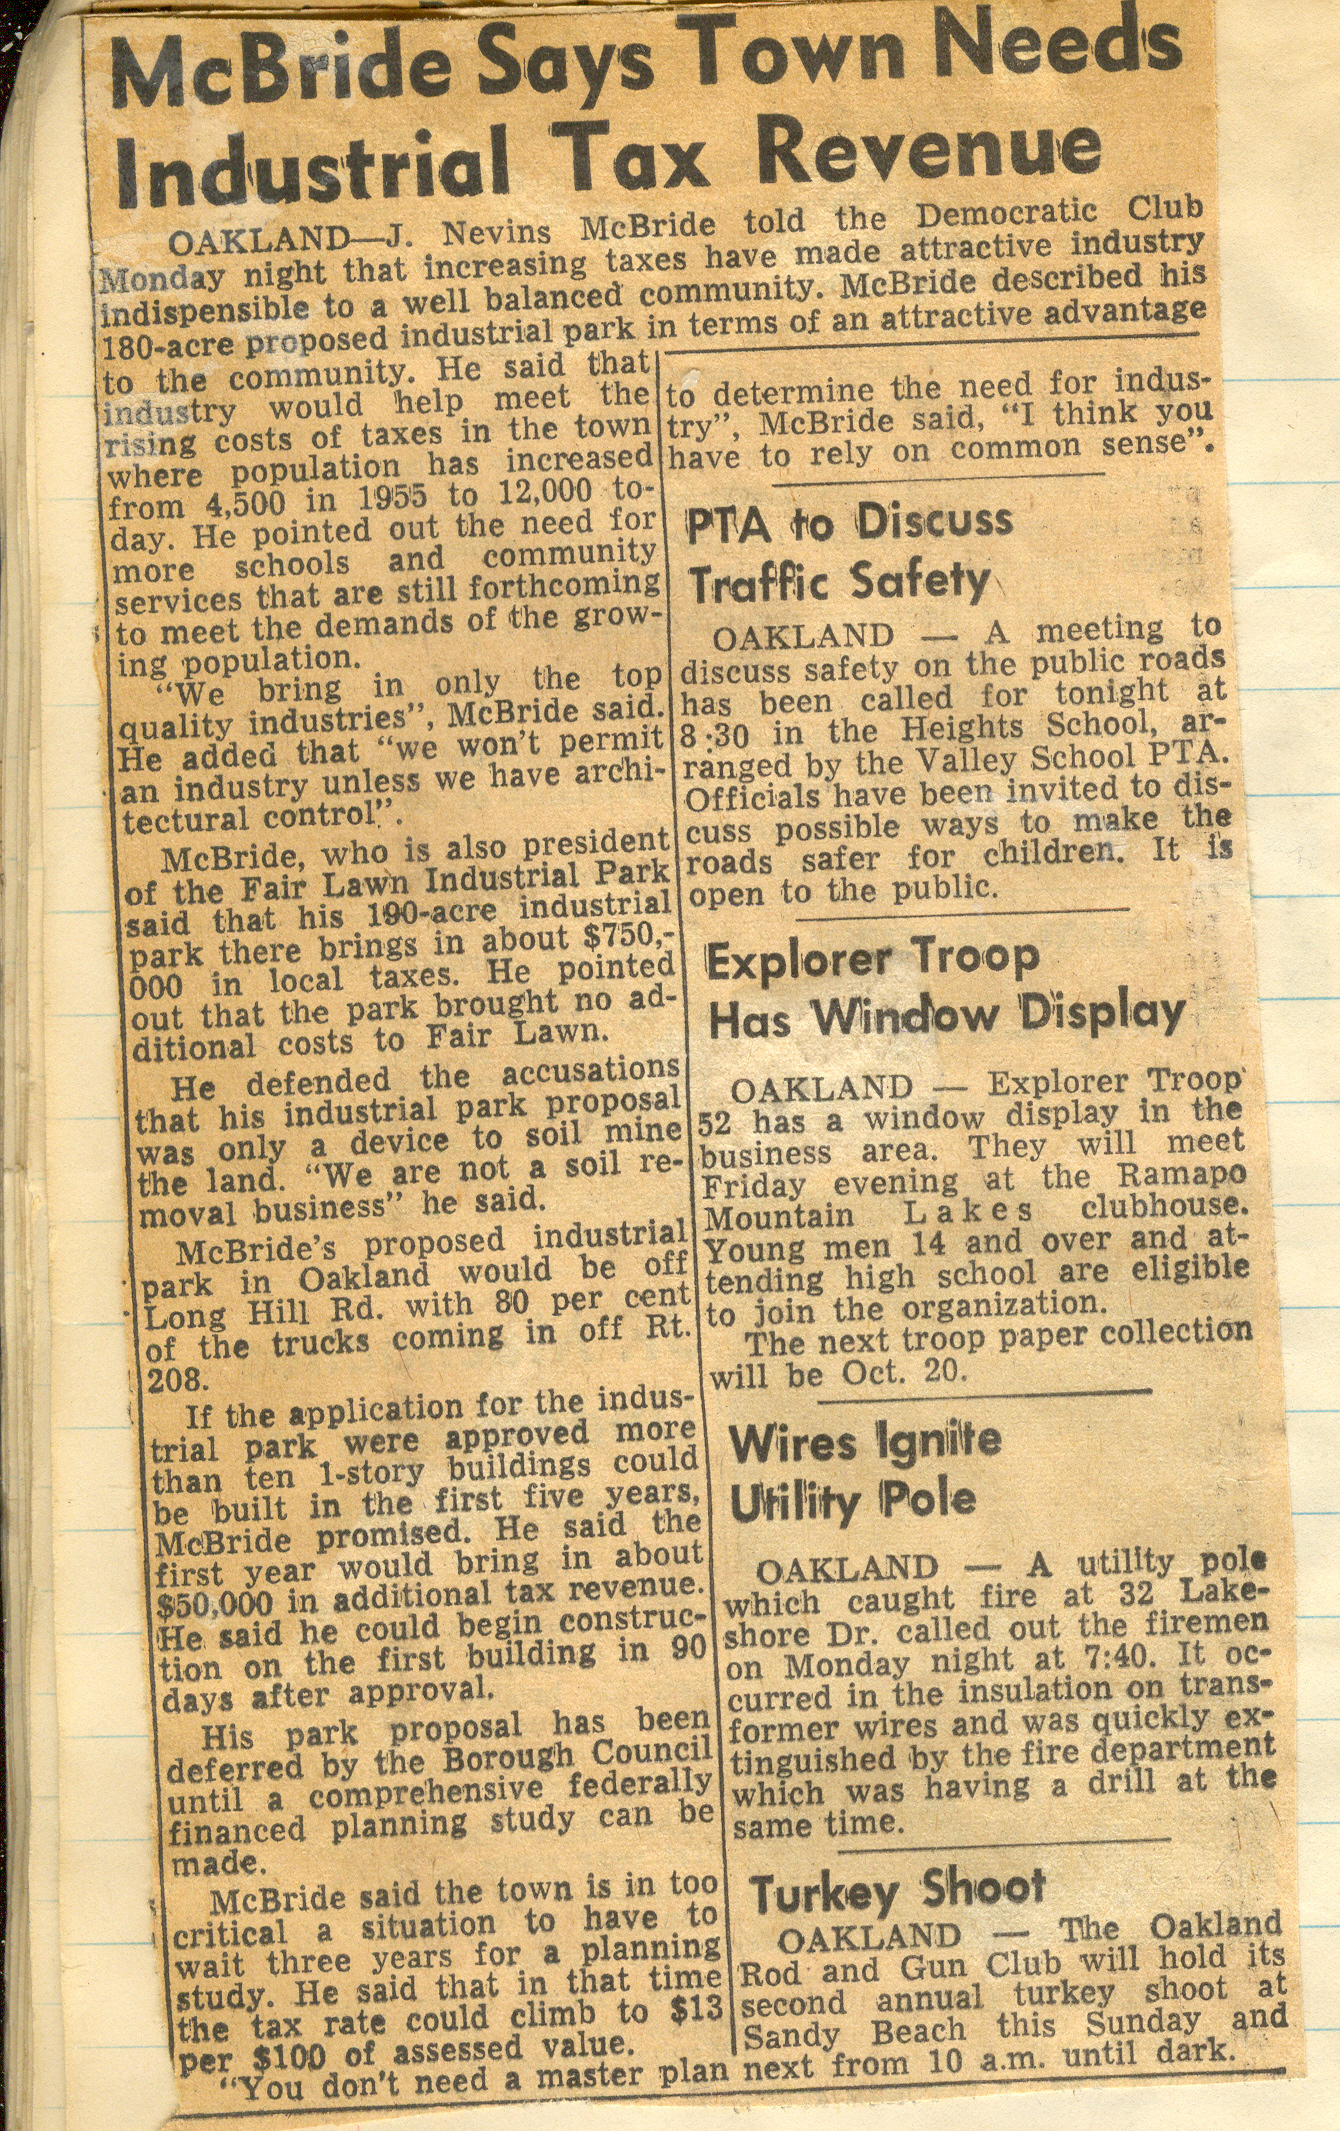 McBride Says Town Needs
Industrial Tax Revenue
OAKLAND—J. Nevins McBride told the Democratic Club
Monday night that increasing taxes have made attractive industry
indispensible to a well balanced community. McBride described his
180-acre proposed industrial park in terms of an attractive advantage
to the community. He said that
industry would help meet the
rising costs of taxes in the town
where population has increased
from 4,500 in 1955 to 12,000 to-
day. He pointed out the need for
more schools and community
services that are still forthcoming
to meet the demands of the grow-
ing population.
"We bring in only the top
quality industries", McBride said.
He added that "we won't permit
an industry unless we have archi-
tectural control".
McBride, who is also president
of the Fair Lawn Industrial Park
said that his 190-acre industrial
park there brings in about $750,-
000 in local taxes. He pointed
out that the park brought no ad-
ditional costs to Fair Lawn.
He defended the accusations
that his industrial park proposal
was only a device to soil mine
the land. "We are not a soil re-
moval business" he said.
McBride's proposed industrial
park in Oakland would be off
Long Hill Rd. with 80 per cent
of the trucks coming in off Rt.
208.
If the application for the indus-
trial park were approved more
than ten 1-story buildings could
be built in the first five years,
McBride promised. He said the
first year would bring in about
$50,000 in additional tax revenue.
He said he could begin construc-
tion on the first building in 90
days after approval.
His park proposal has been
deferred by the Borough Council
until a comprehensive federally
financed planning study can be
made.
McBride said the town is in too
critical a situation to have to
wait three years for a planning
study. He said that in that time
the tax rate could climb to $13
per $100 of assessed value.
"You don't need a master plan
to determine the need for indus-
try", McBride said, "I think you
have to rely on common sense".
PTA to Discuss
Traffic Safety
OAKLAND — A meeting to
discuss safety on the public roads
has been called for tonight at
8:30 in the Heights School, ar-
ranged by the Valley School PTA.
Officials have been invited to dis-
cuss possible ways to make the
roads safer for children. It is
open to the public.
Explorer Troop
Has Window Display
OAKLAND — Explorer Troop
52 has a window display in the
business area. They will meet
Friday evening at the Ramapo
Mountain Lakes clubhouse.
Young men 14 and over and at-
tending high school are eligible
to join the organization.
The next troop paper collection
will be Oct. 20.
Wires Ignite
Utility Pole
OAKLAND — A utility pole
which caught fire at 32 Lake-
shore Dr. called out the firemen
on Monday night at 7:40. It oc-
curred in the insulation on trans-
former wires and was quickly ex-
tinguished by the fire department
which was having a drill at the
same time.
Turkey Shoot
OAKLAND — The Oakland
Rod and Gun Club will hold its
second annual turkey shoot at
Sandy Beach this Sunday and
next from 10 a.m. until dark.